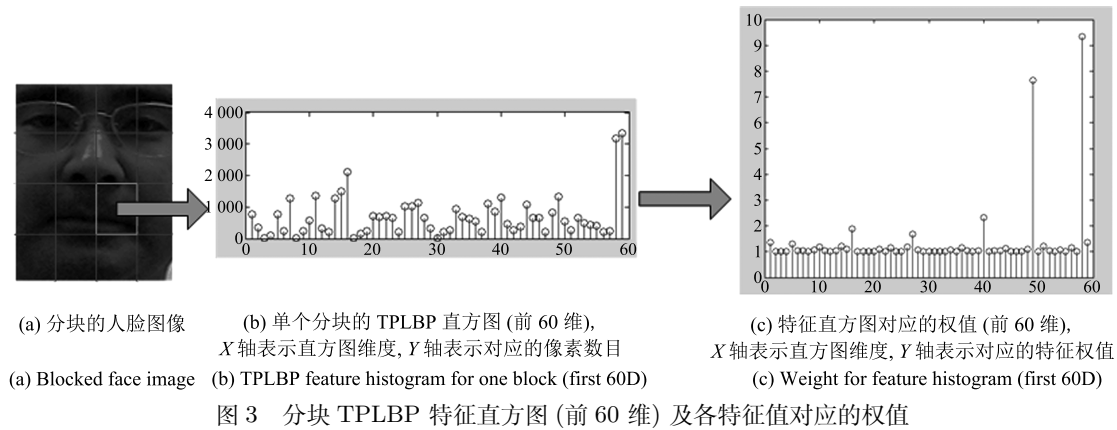 4 000
3 000
2 000
1 000
0
0 10 20 30 40 50 60
10
9
8
7
6
5
4
3
2
1
0
0 10 20 30 40 50 60
(a) 分块的人脸图像
(b) 单个分块的 TPLBP 直方图 (前 60 维),
X 轴表示直方图维度, Y 轴表示对应的像素数目
(c) 特征直方图对应的权值 (前 60 维),
X 轴表示直方图维度, Y 轴表示对应的特征权值
(a) Blocked face image
(b) TPLBP feature histogram for one block (first 60D)
(c) Weight for feature histogram (first 60D)
图 3 分块 TPLBP 特征直方图 (前 60 维) 及各特征值对应的权值